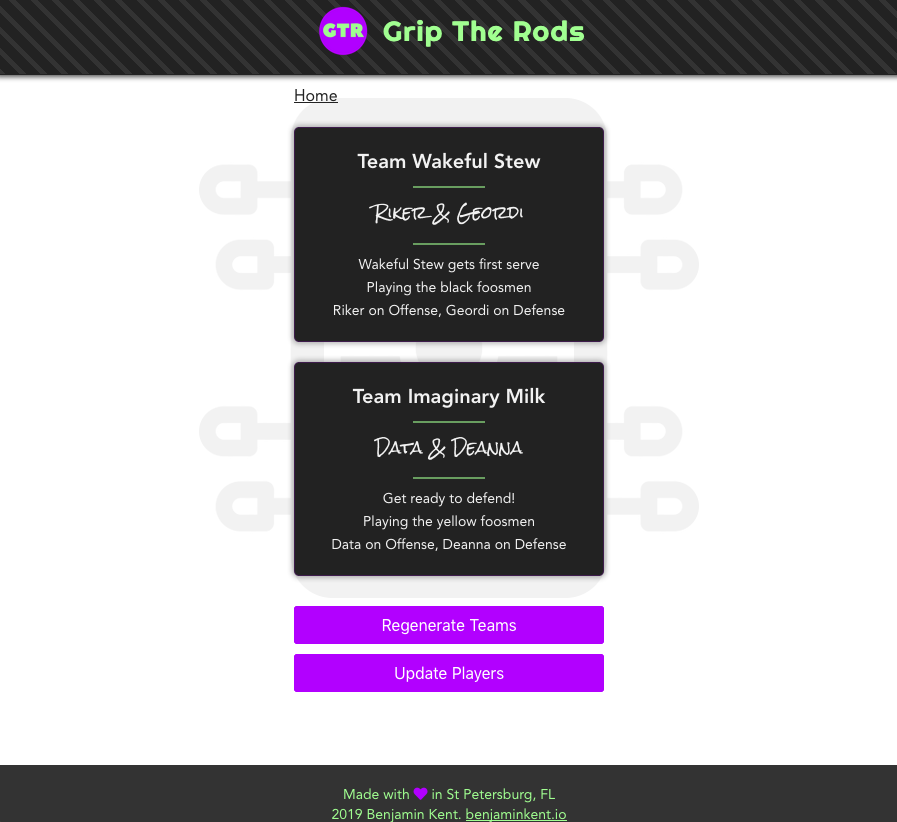 GTR Grip The Rods
Home
Team Wakeful Stew
Riker & Geordi
Wakeful Stew gets first serve
Playing the black foosmen
Riker on Offense, Geordi on Defense
Team Imaginary Milk
Data & Deanna
Get ready to defend!
Playing the yellow foosmen
Data on Offense, Deanna on Defense
Regenerate Teams
Update Players
Made with 💜 in St Petersburg, FL
2019 Benjamin Kent. benjaminkent.io